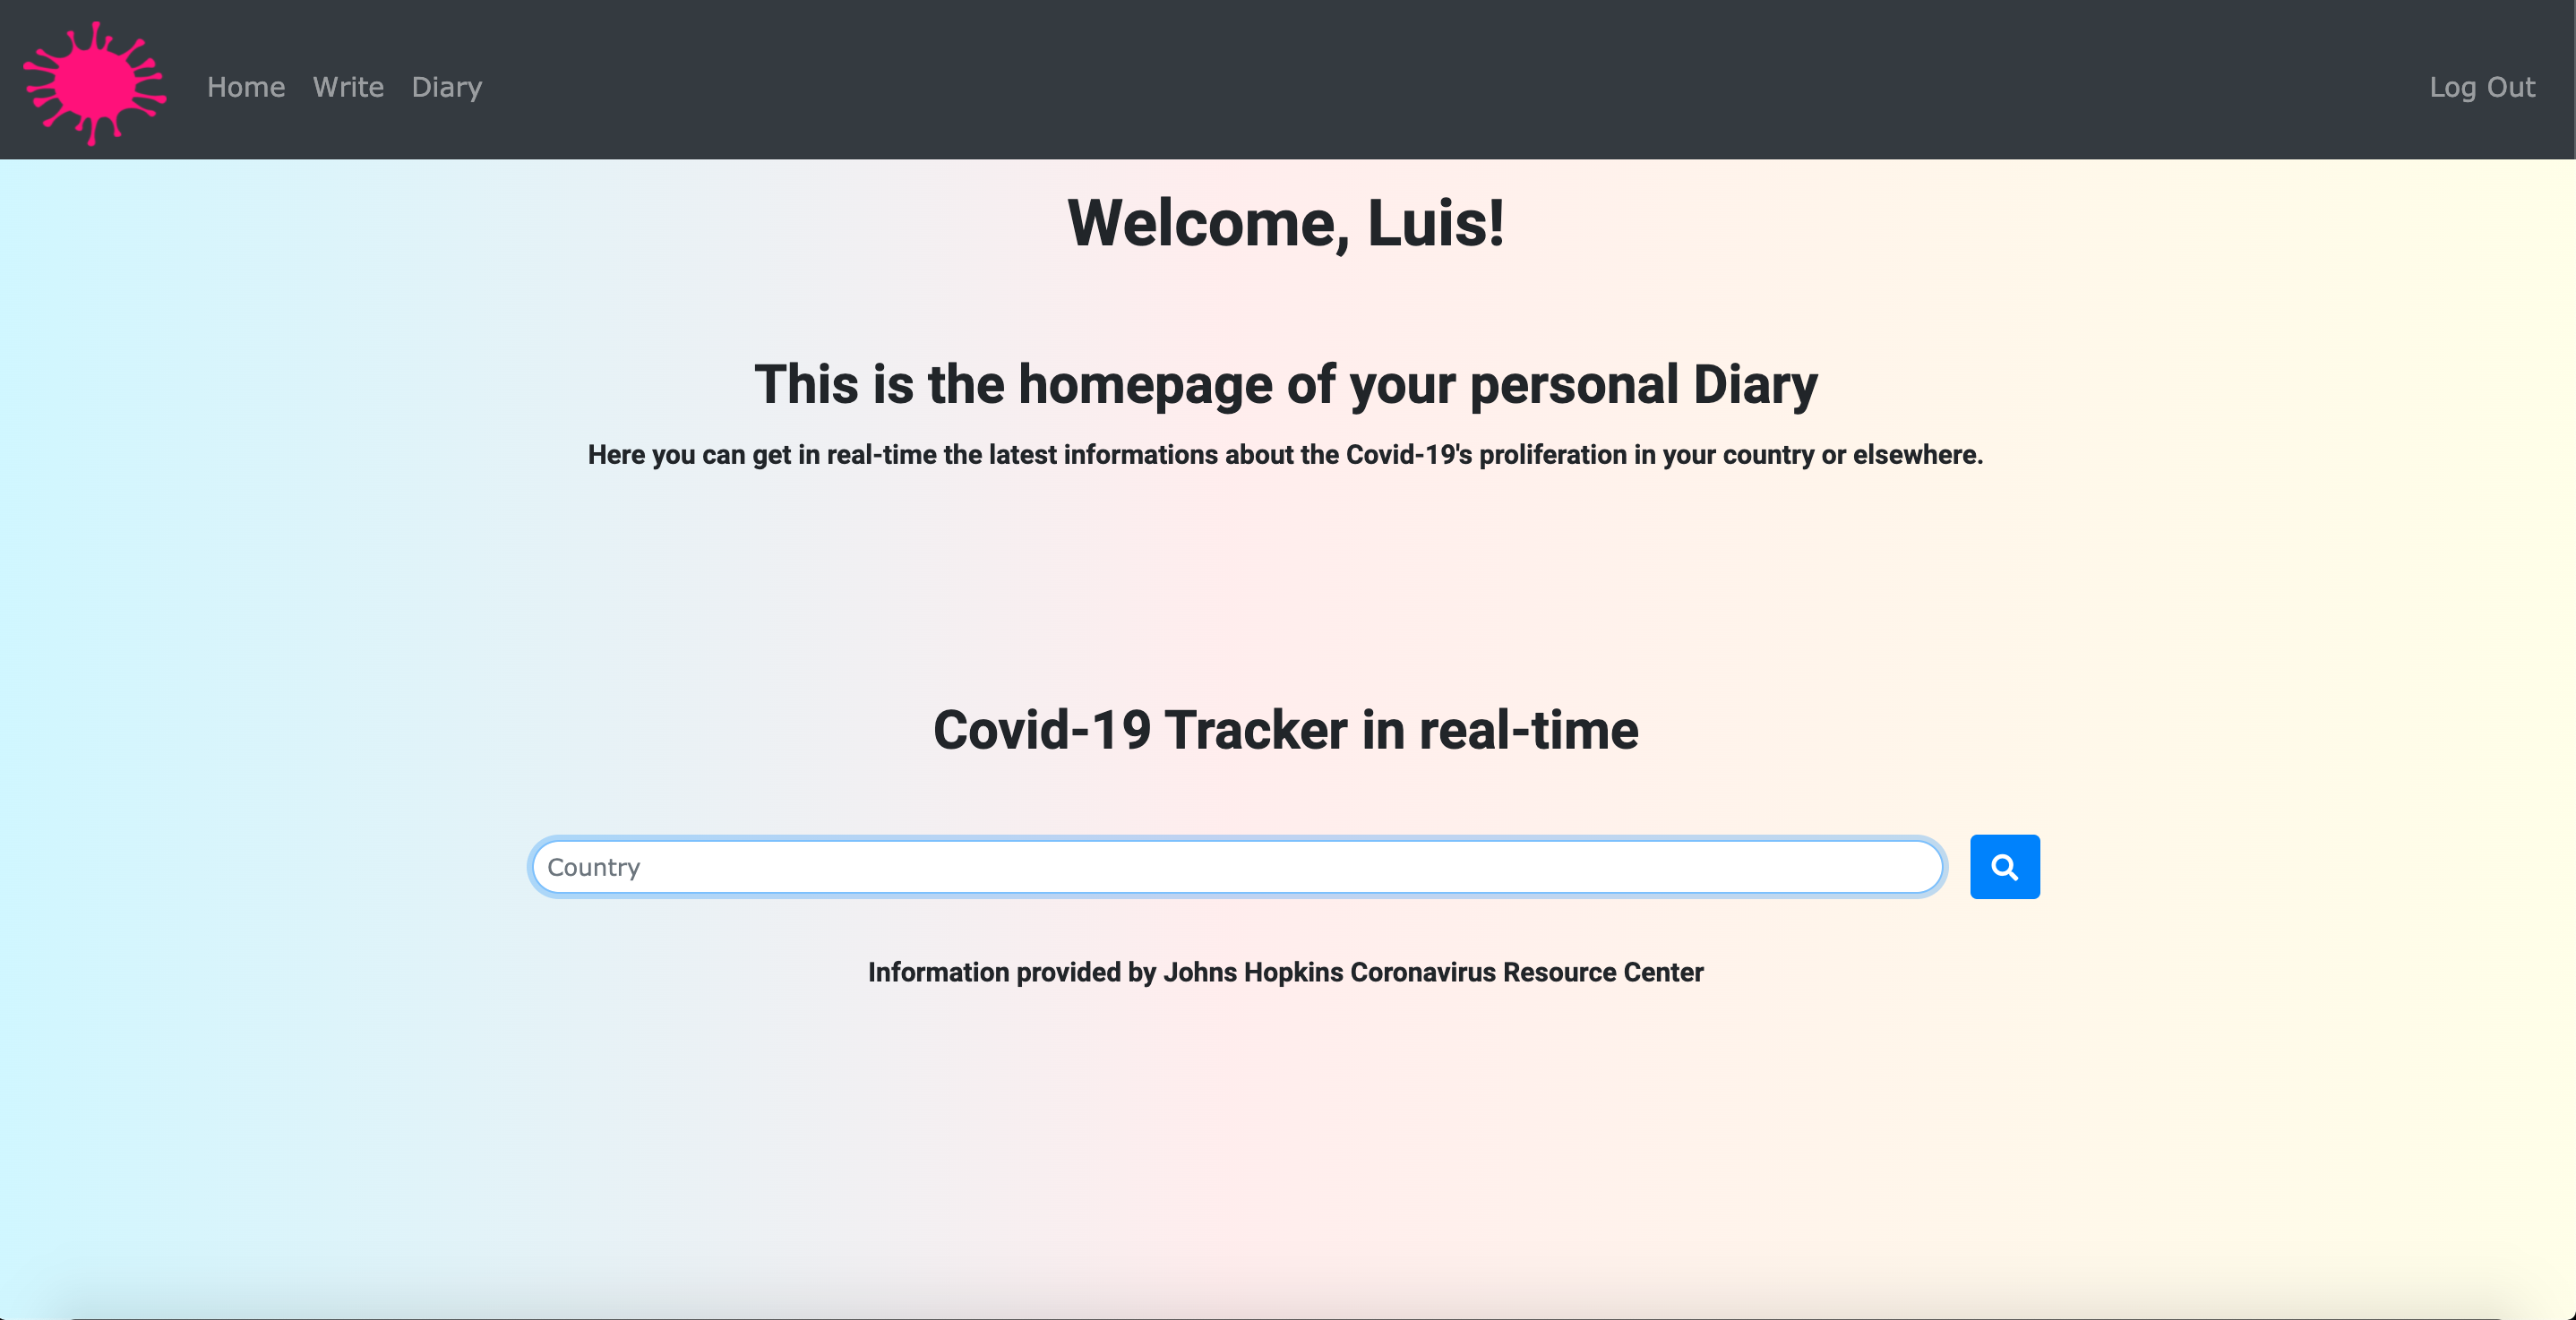 Home Write Diary Log Out
Welcome, Luis!
This is the homepage of your personal Diary
Here you can get in real-time the latest informations about the Covid-19's proliferation in your country or elsewhere.
Covid-19 Tracker in real-time
Country
Information provided by Johns Hopkins Coronavirus Resource Center